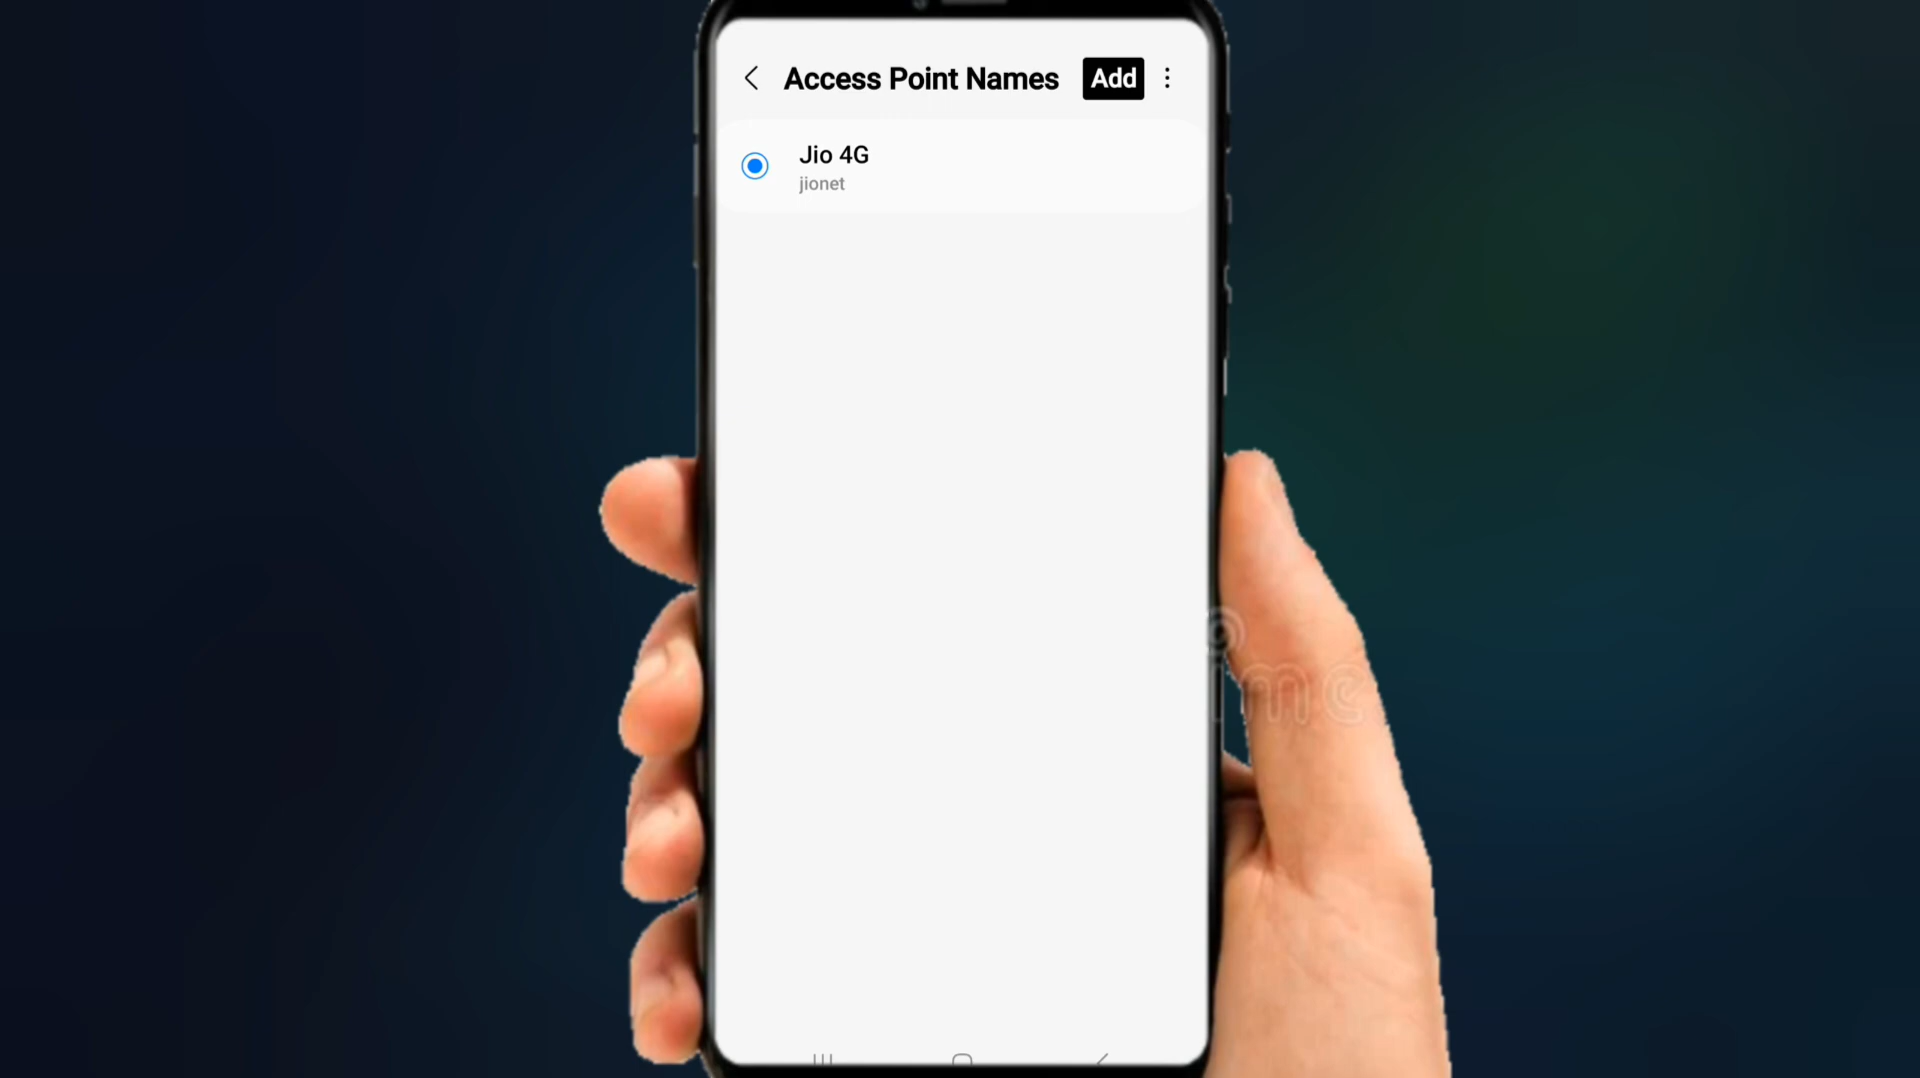 Access Point Names Add
Jio 4G
jionet